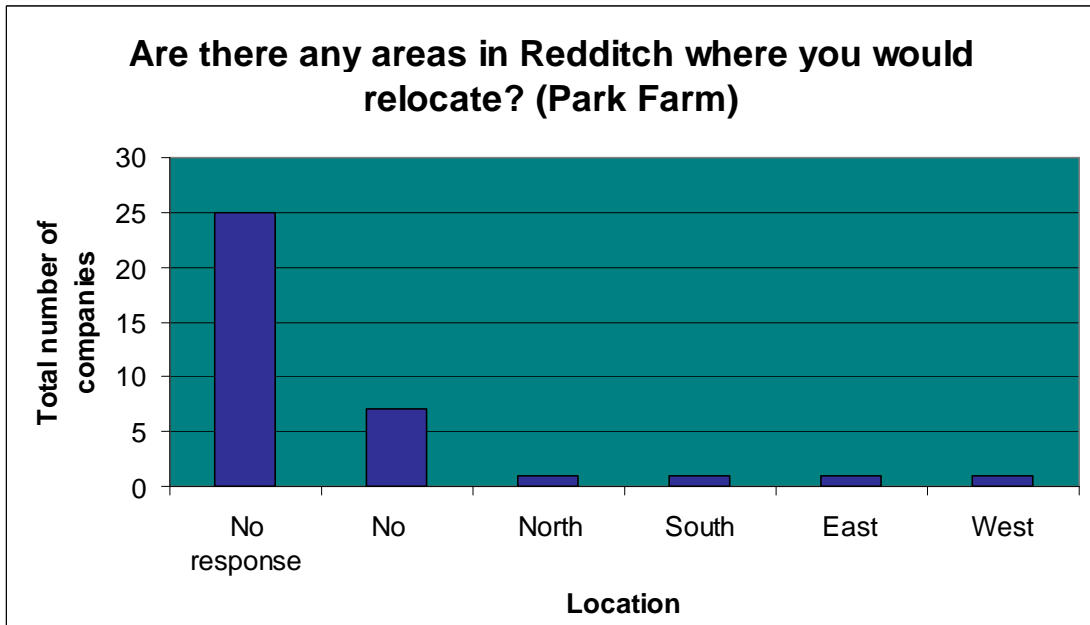 Are there any areas in Redditch where you would
relocate? (Park Farm)
Total number of
companies
30
25
20
15
10
5
0
No
response
No
North
South
East
West
Location